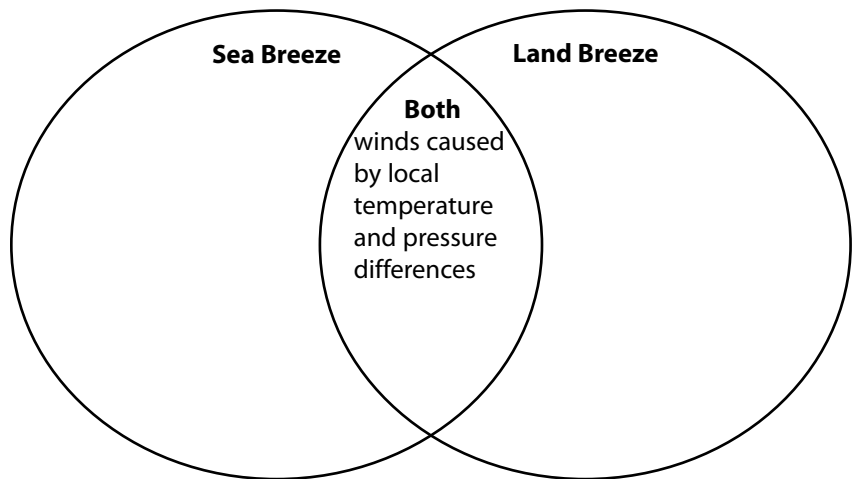 Sea Breeze
Land Breeze
Both
winds caused
by local
temperature
and pressure
differences